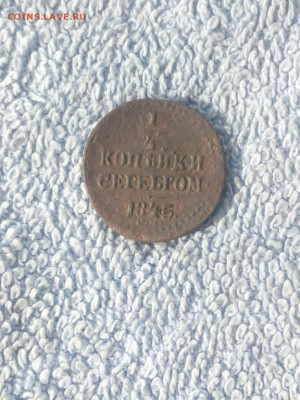 COINS.LAVE.RU
1
4
КОПѢЙКИ
СЕРЕБРОМЪ
1845.